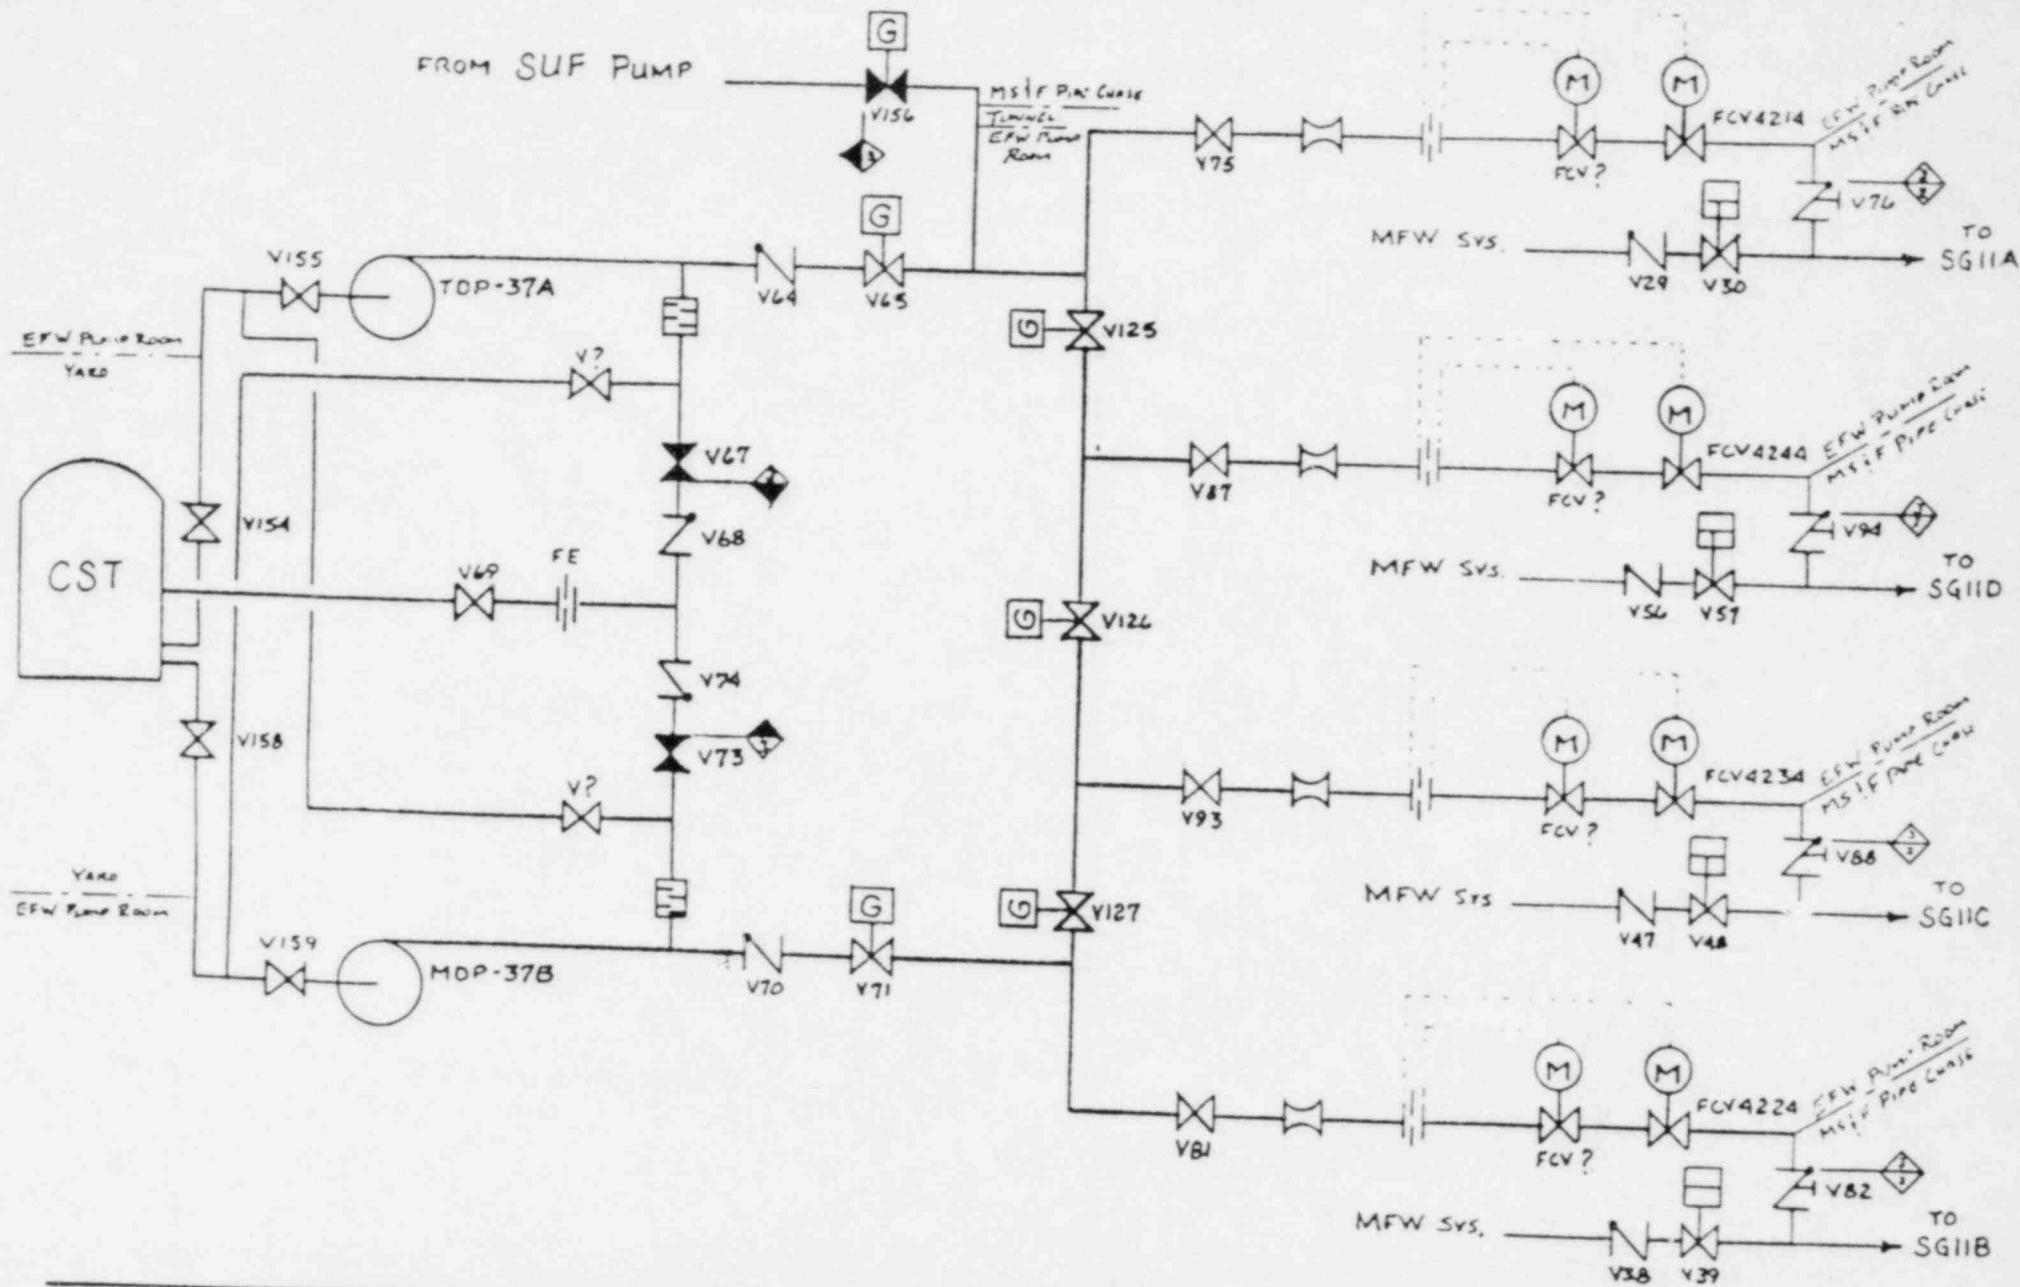 G
FROM SUF PUMP
V156
MS&F PIPE CHASE
TUNNEL
EFW PUMP
ROOM
M
M
FCV4214
EFW PUMP ROOM
MS&F PIPE CHASE
V75
FCV?
V76
MFW SYS.
V29
V30
TO
SG11A
V155
TDP-37A
V64
G
V65
G
V125
EFW PUMP ROOM
YARD
V?
V67
V68
M
M
FCV4244
EFW PUMP ROOM
MS&F PIPE CHASE
V87
FCV?
V94
MFW SYS.
V56
V57
TO
SG11D
CST
V154
V69
FE
G
V126
V74
V158
V73
V?
M
M
FCV4234
EFW PUMP ROOM
MS&F PIPE CHASE
V93
FCV?
V88
MFW SYS
V47
V48
TO
SG11C
YARD
EFW PUMP ROOM
V159
MDP-37B
V70
G
V71
G
V127
M
M
FCV4224
EFW PUMP ROOM
MS&F PIPE CHASE
V81
FCV?
V82
MFW SYS.
V38
V39
TO
SG11B